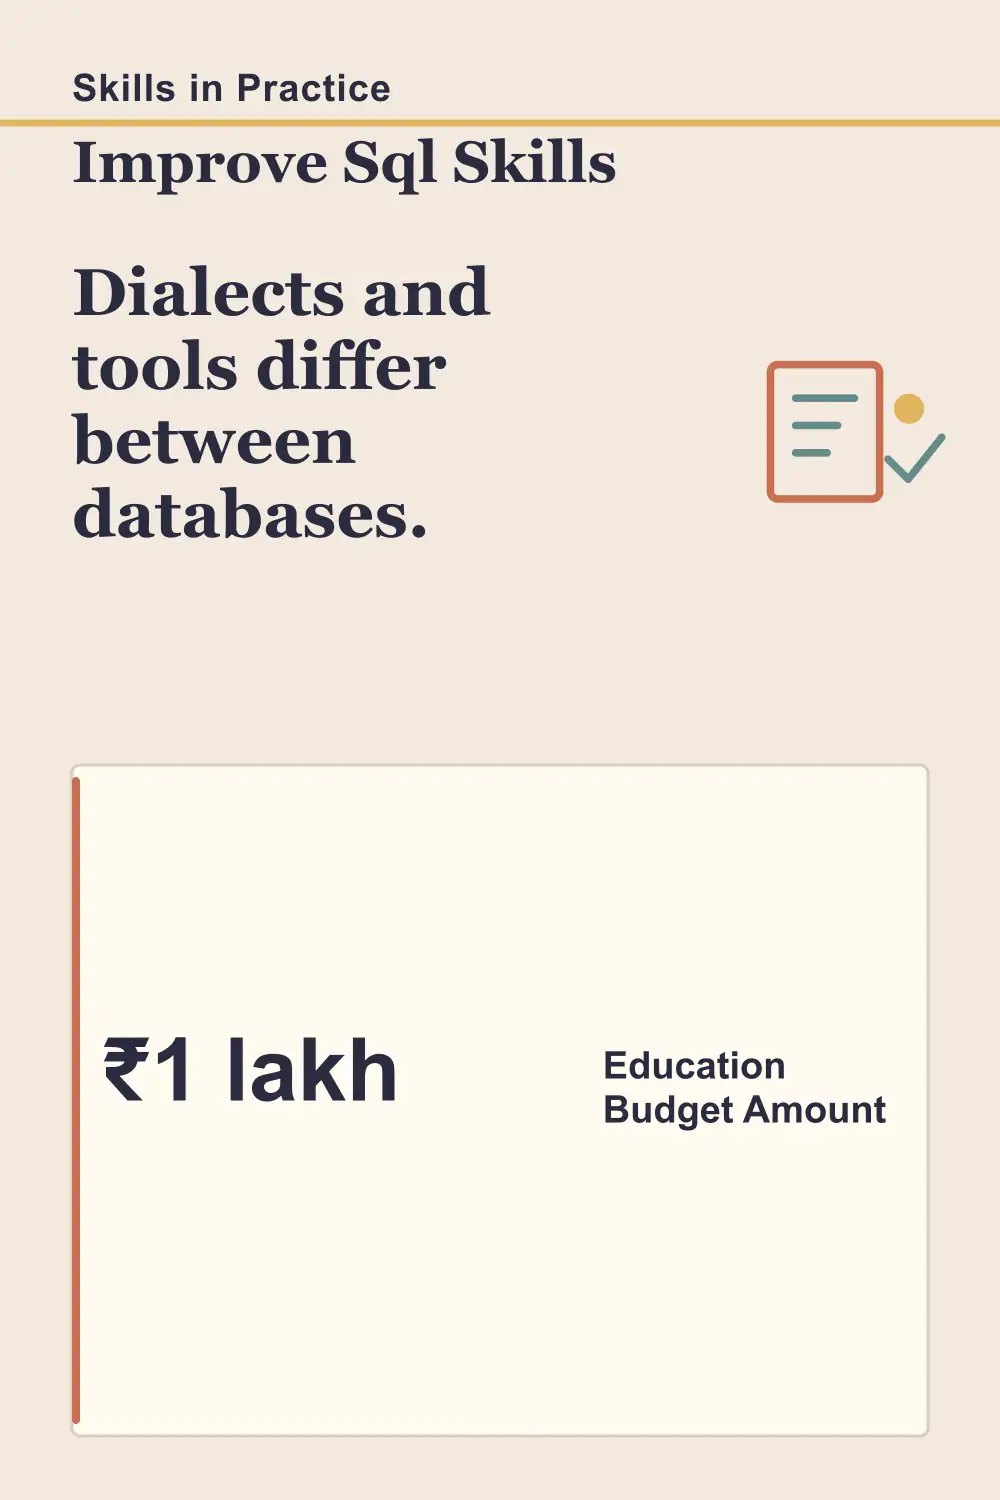 Skills in Practice
Improve Sql Skills
Dialects and
tools differ
between
databases.
₹1 lakh
Education
Budget Amount